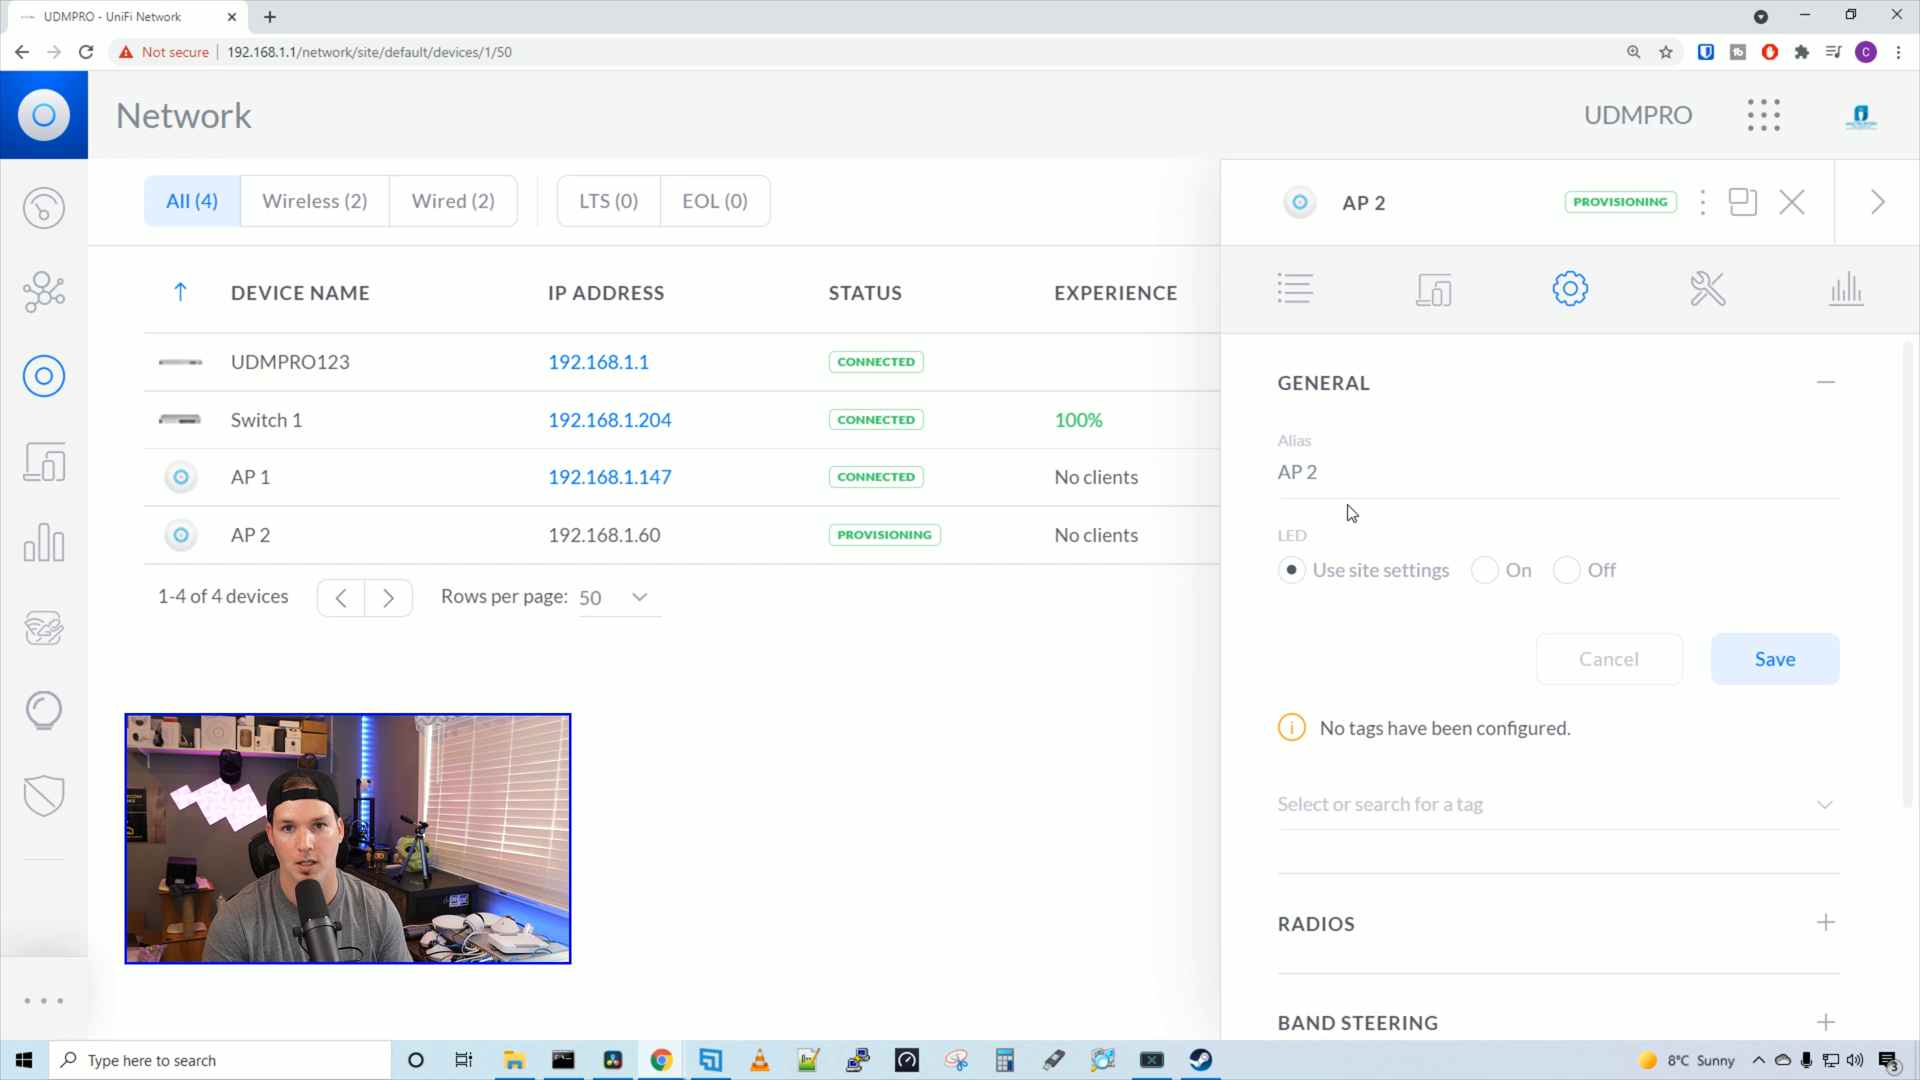 UDMPRO - UniFi Network
Not secure
192.168.1.1/network/site/default/devices/1/50
C
Network
UDMPRO
All (4)
Wireless (2)
Wired (2)
LTS (0)
EOL (0)
AP 2
PROVISIONING
DEVICE NAME
IP ADDRESS
STATUS
EXPERIENCE
UDMPRO123
192.168.1.1
CONNECTED
Switch 1
192.168.1.204
CONNECTED
100%
AP 1
192.168.1.147
CONNECTED
No clients
AP 2
192.168.1.60
PROVISIONING
No clients
1-4 of 4 devices
Rows per page: 50
GENERAL
Alias
AP 2
LED
Use site settings
On
Off
Cancel
Save
No tags have been configured.
Select or search for a tag
RADIOS
BAND STEERING
Type here to search
8°C Sunny
3